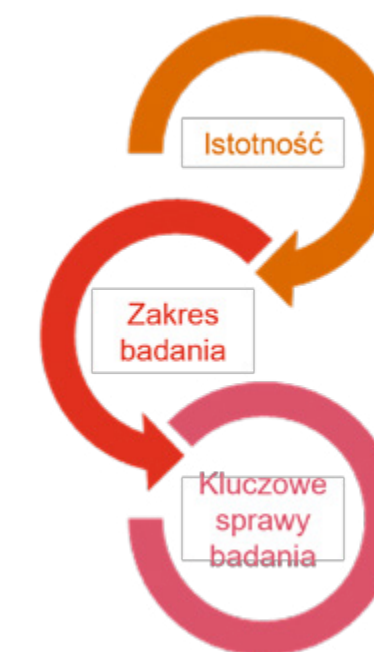 Istotność
Zakres
badania
Kluczowe
sprawy
badania